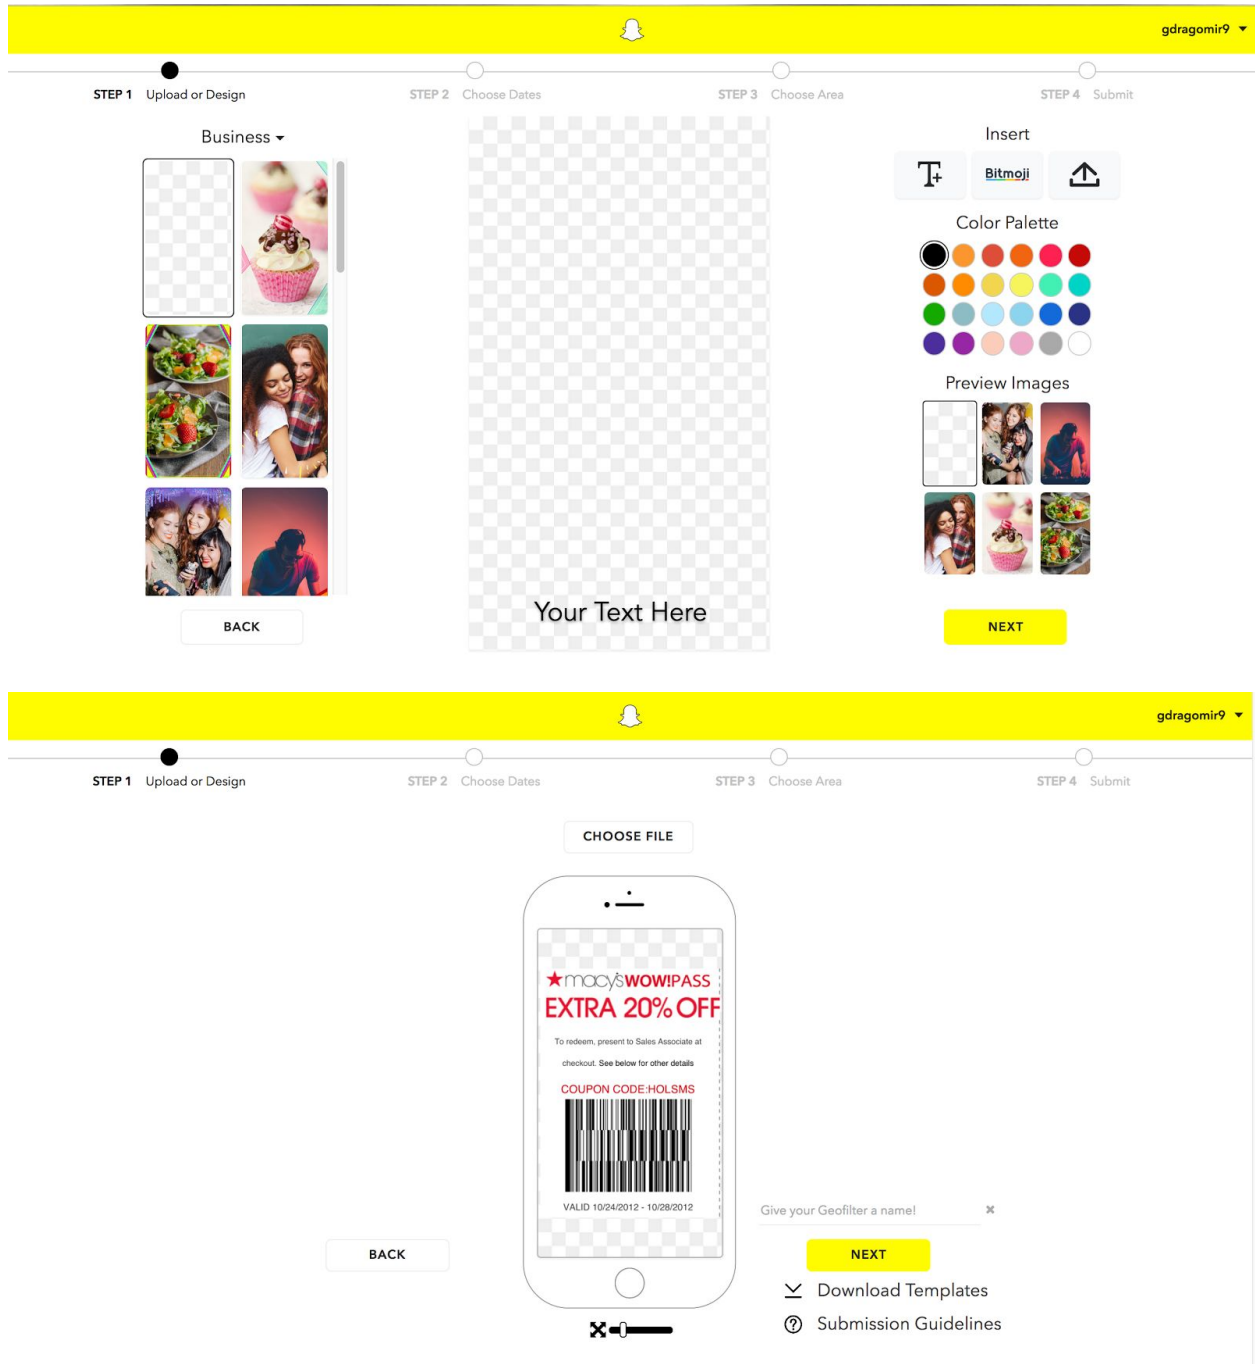 gdragomir9
STEP 1 Upload or Design
STEP 2 Choose Dates
STEP 3 Choose Area
STEP 4 Submit
Business
Insert
T+
Bitmoji
Color Palette
Preview Images
Your Text Here
BACK
NEXT
gdragomir9
STEP 1 Upload or Design
STEP 2 Choose Dates
STEP 3 Choose Area
STEP 4 Submit
CHOOSE FILE
macy's WOW!PASS
EXTRA 20% OFF
To redeem, present to Sales Associate at
checkout. See below for other details
COUPON CODE:HOLSMS
VALID 10/24/2012 - 10/28/2012
Give your Geofilter a name!
BACK
NEXT
Download Templates
Submission Guidelines